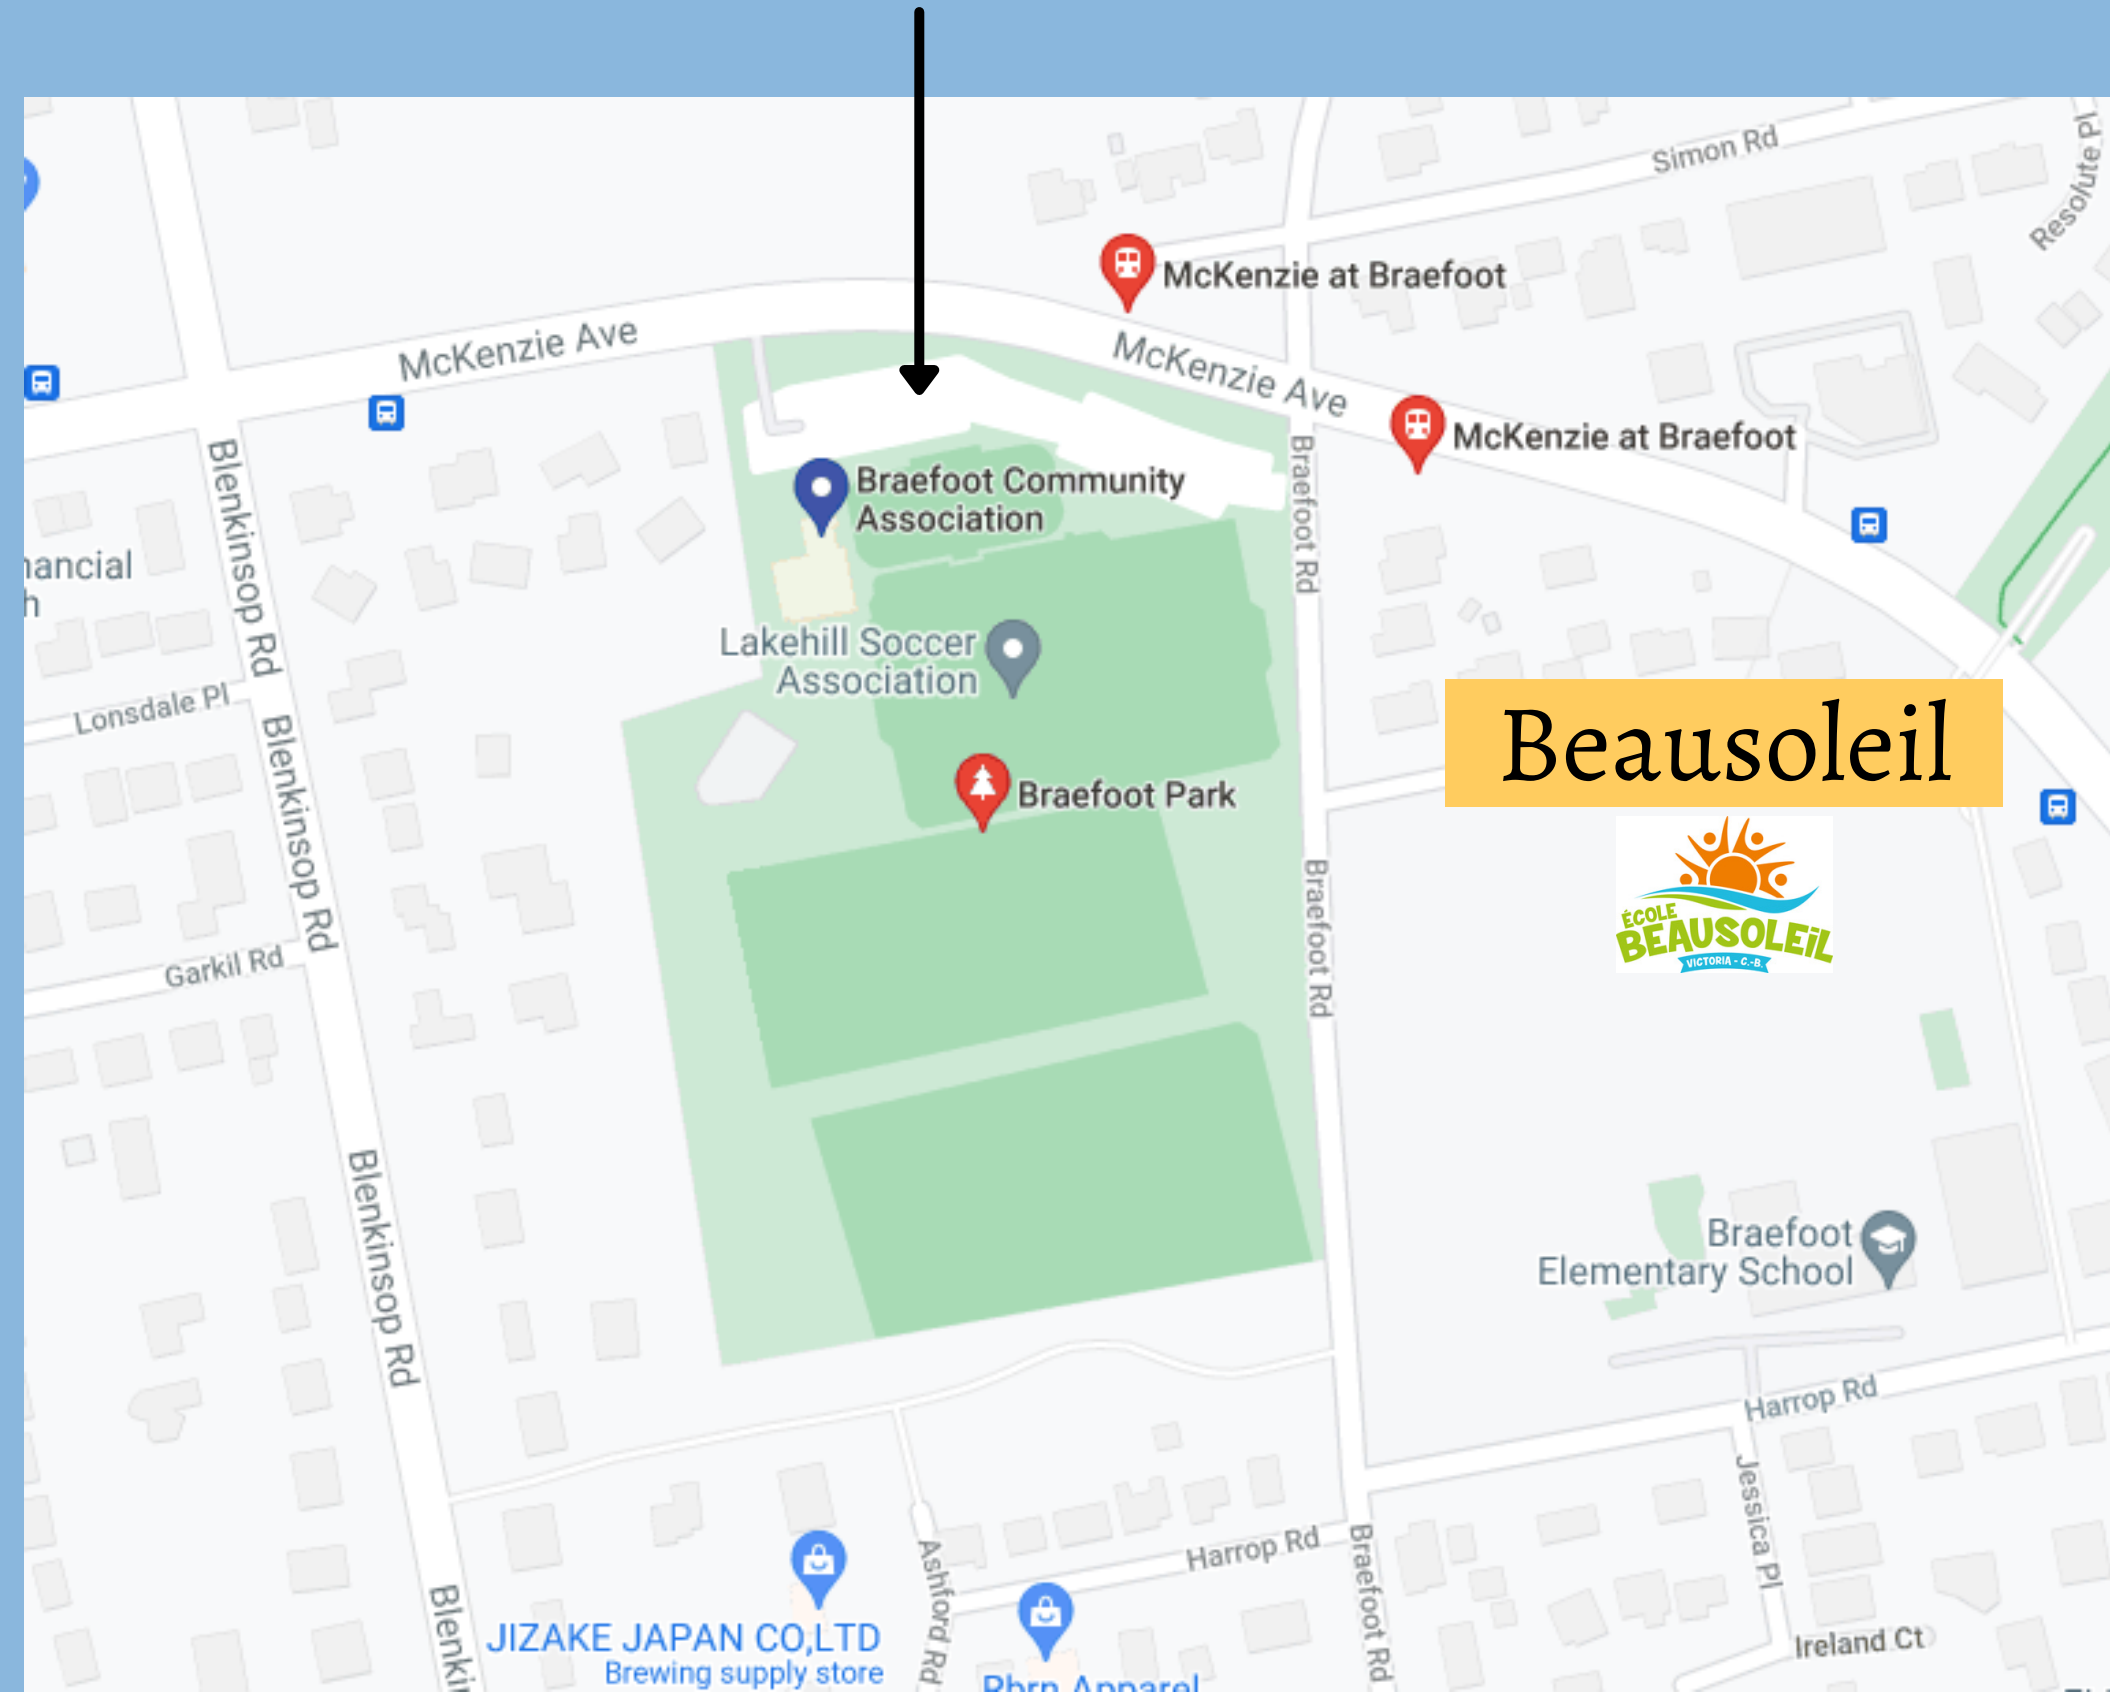 Simon Rd
Resolute Pl
McKenzie at Braefoot
McKenzie Ave
McKenzie Ave
McKenzie at Braefoot
Blenkinsop Rd
Braefoot Rd
Braefoot Community
Association
ancial
h
Lakehill Soccer
Association
Lonsdale Pl
Beausoleil
Blenkinsop Rd
Braefoot Park
Braefoot Rd
ÉCOLE
BEAUSOLEIL
VICTORIA - C.-B.
Garkil Rd
Blenkinsop Rd
Braefoot
Elementary School
Harrop Rd
Jessica Pl
Harrop Rd
Ashford Rd
Braefoot Rd
Blenki
JIZAKE JAPAN CO,LTD
Brewing supply store
Ireland Ct
Rbrn Apparel